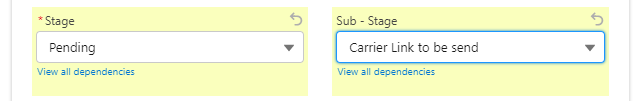 * Stage
Sub - Stage
Pending
Carrier Link to be send
View all dependencies
View all dependencies